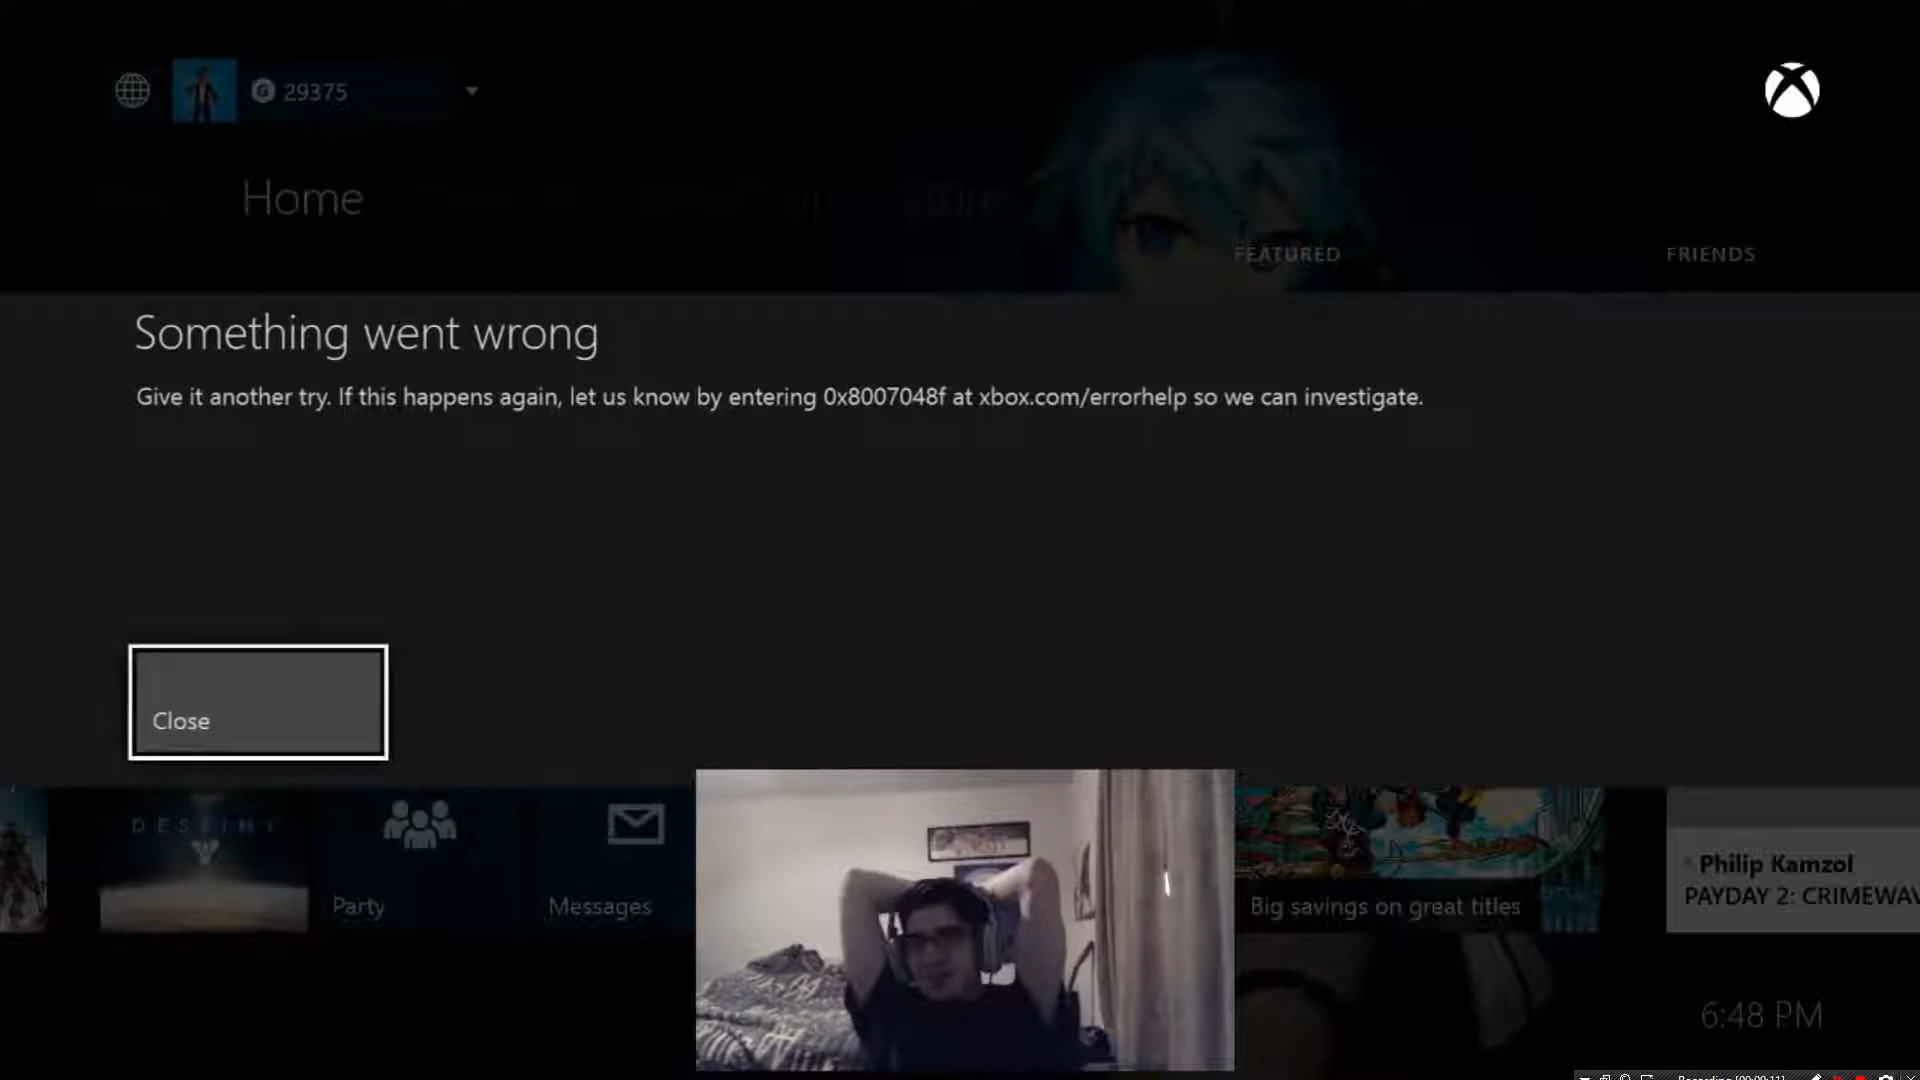 29375
Home
FEATURED
FRIENDS
Something went wrong
Give it another try. If this happens again, let us know by entering 0x8007048f at xbox.com/errorhelp so we can investigate.
Close
DESTINY
Party
Messages
Big savings on great titles
Philip Kamzol
PAYDAY 2: CRIMEWAV
6:48 PM